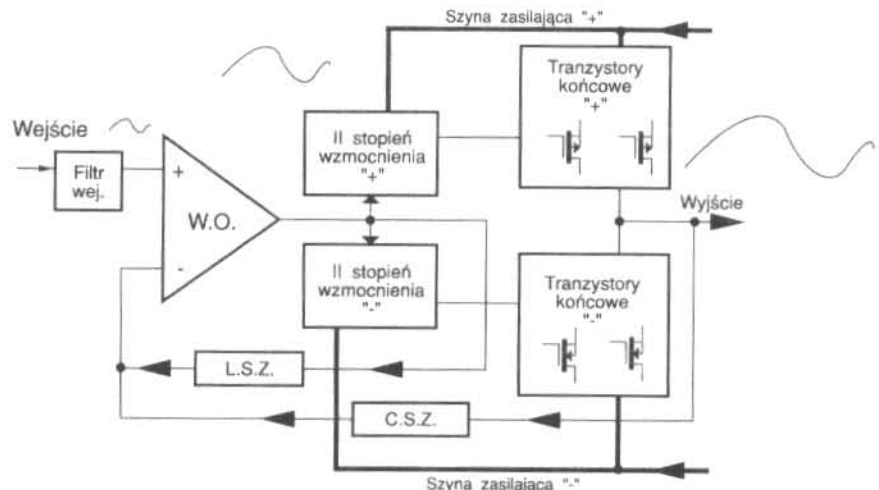 Szyna zasilająca "+"
Tranzystory
końcowe
"+"
II stopień
wzmocnienia
"+"
Wejście
Filtr
wej.
+
W.O.
-
Wyjście
II stopień
wzmocnienia
"-"
Tranzystory
końcowe
"-"
L.S.Z.
C.S.Z.
Szyna zasilająca "-"